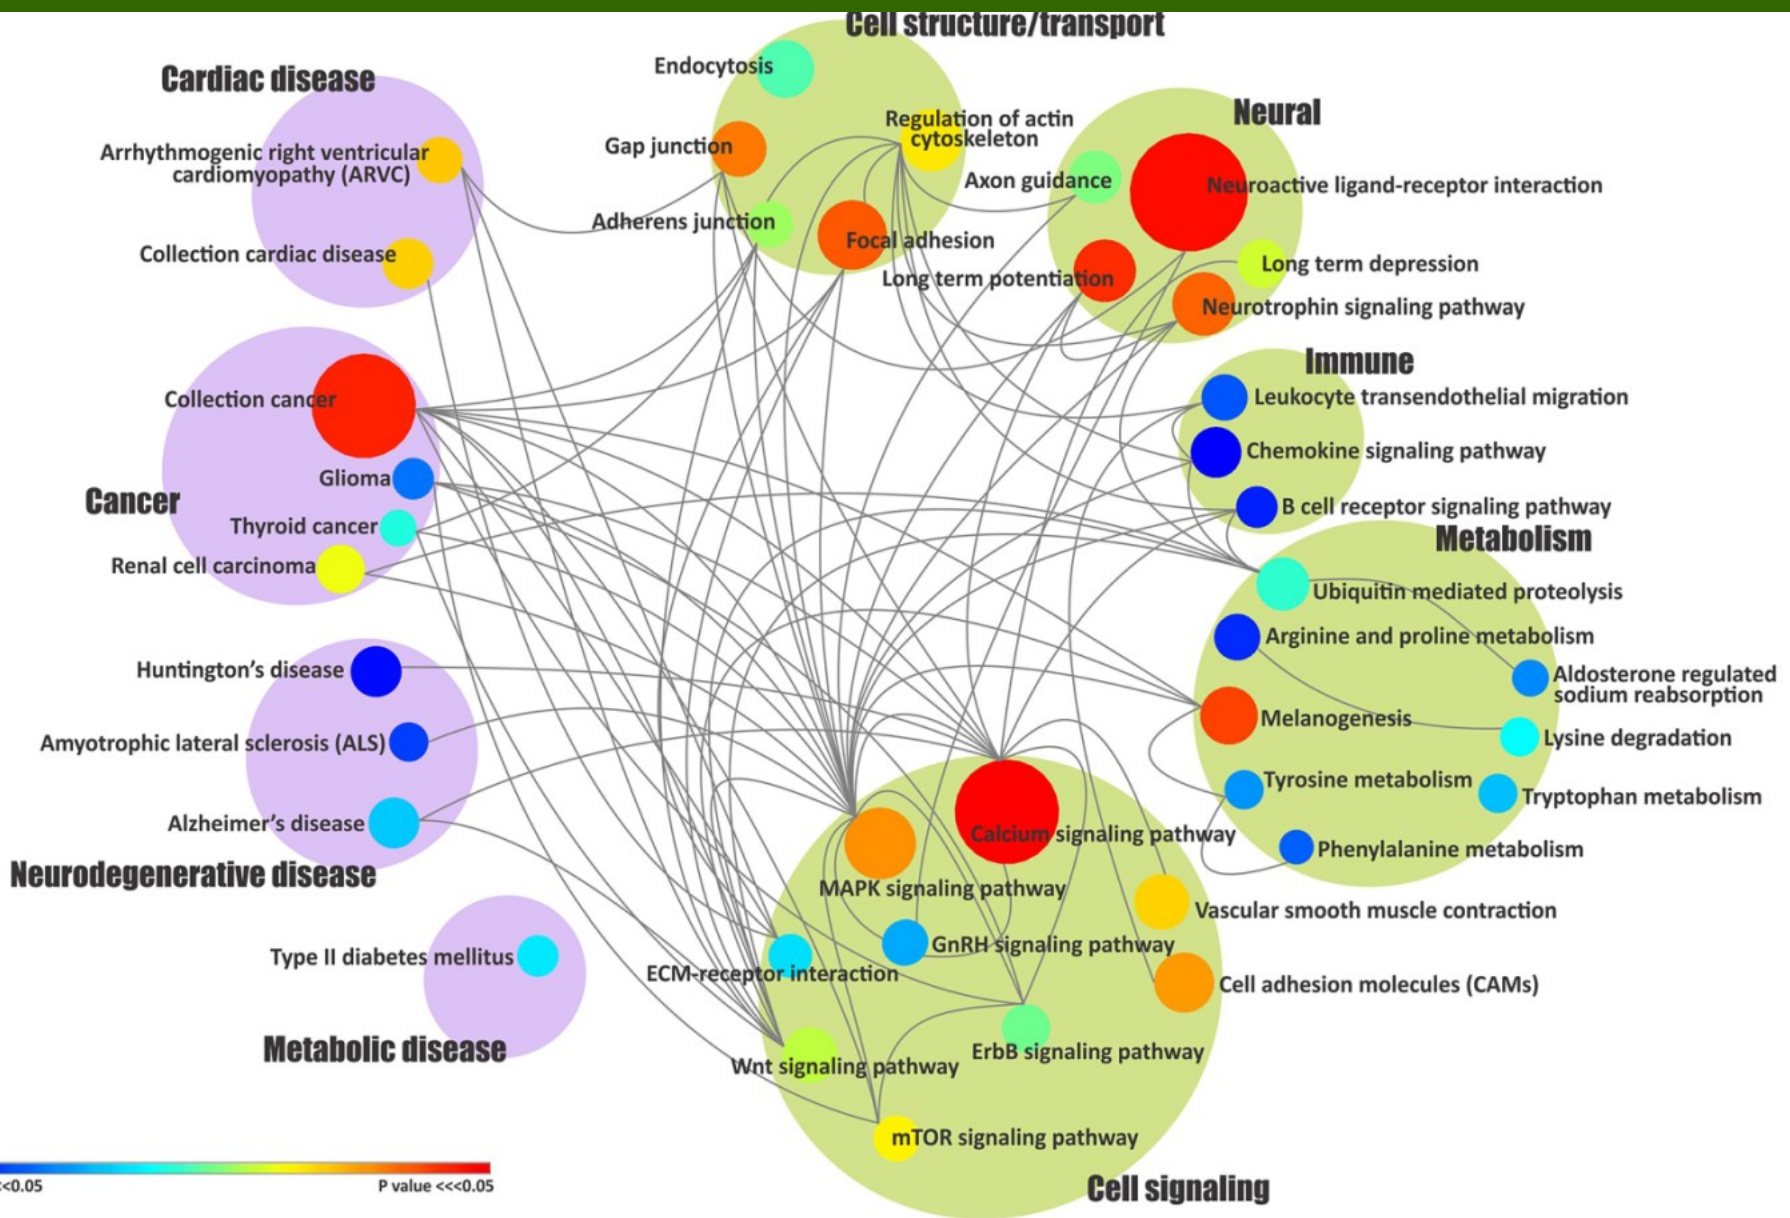 Cell structure/transport
Endocytosis
Gap junction
Regulation of actin
cytoskeleton
Adherens junction
Focal adhesion
Cardiac disease
Arrhythmogenic right ventricular
cardiomyopathy (ARVC)
Collection cardiac disease
Neural
Axon guidance
Neuroactive ligand-receptor interaction
Long term potentiation
Long term depression
Neurotrophin signaling pathway
Immune
Leukocyte transendothelial migration
Chemokine signaling pathway
B cell receptor signaling pathway
Cancer
Collection cancer
Glioma
Thyroid cancer
Renal cell carcinoma
Metabolism
Ubiquitin mediated proteolysis
Arginine and proline metabolism
Aldosterone regulated
sodium reabsorption
Melanogenesis
Lysine degradation
Tyrosine metabolism
Tryptophan metabolism
Phenylalanine metabolism
Huntington’s disease
Amyotrophic lateral sclerosis (ALS)
Alzheimer’s disease
Neurodegenerative disease
Type II diabetes mellitus
Metabolic disease
Calcium signaling pathway
MAPK signaling pathway
Vascular smooth muscle contraction
GnRH signaling pathway
ECM-receptor interaction
Cell adhesion molecules (CAMs)
ErbB signaling pathway
Wnt signaling pathway
mTOR signaling pathway
Cell signaling
<0.05
P value <<<0.05